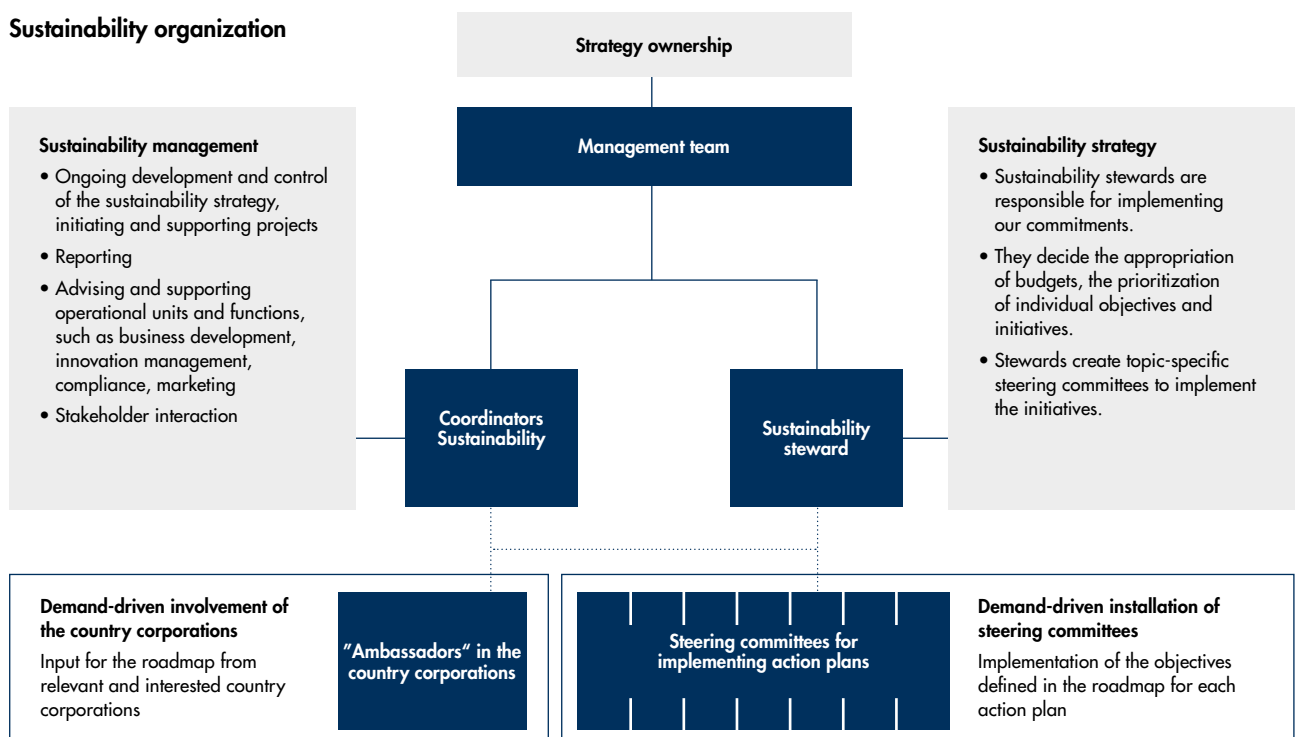 Sustainability organization
Strategy ownership
Management team
Sustainability management
• Ongoing development and control
of the sustainability strategy,
initiating and supporting projects
• Reporting
• Advising and supporting
operational units and functions,
such as business development,
innovation management,
compliance, marketing
• Stakeholder interaction
Sustainability strategy
• Sustainability stewards are
responsible for implementing
our commitments.
• They decide the appropriation
of budgets, the prioritization
of individual objectives and
initiatives.
• Stewards create topic-specific
steering committees to implement
the initiatives.
Coordinators
Sustainability
Sustainability
steward
Demand-driven involvement of
the country corporations
Input for the roadmap from
relevant and interested country
corporations
”Ambassadors“ in the
country corporations
Steering committees for
implementing action plans
Demand-driven installation of
steering committees
Implementation of the objectives
defined in the roadmap for each
action plan